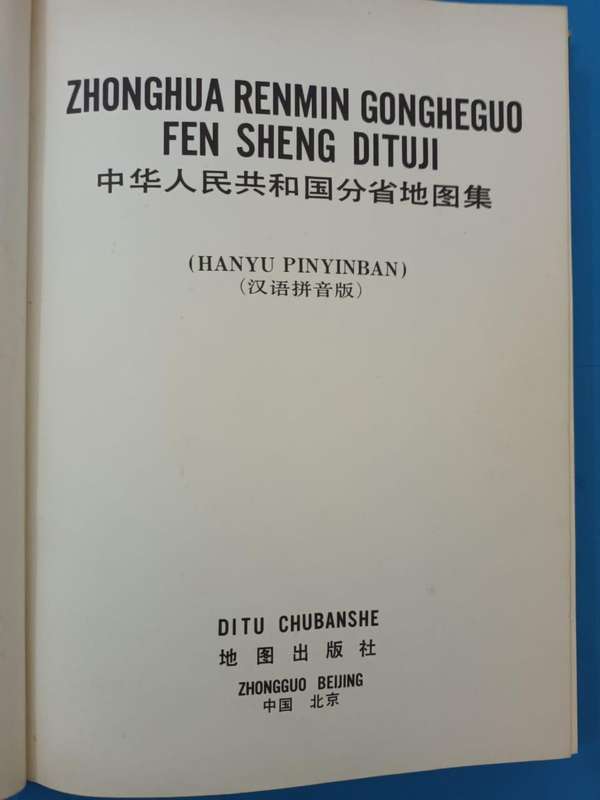 ZHONGHUA RENMIN GONGHEGUO
FEN SHENG DITUJI
中华人民共和国分省地图集
(HANYU PINYINBAN)
(汉语拼音版)
DITU CHUBANSHE
地图出版社
ZHONGGUO BEIJING
中国 北京